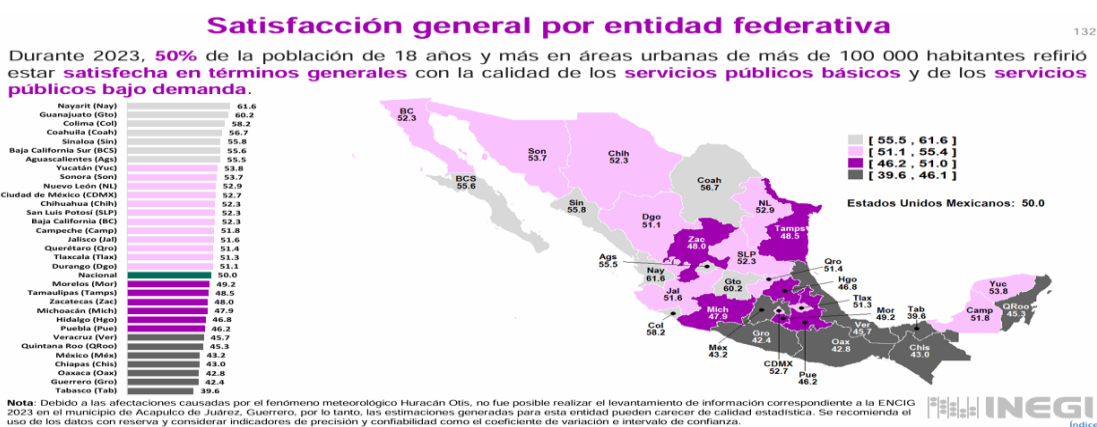 Satisfacción general por entidad federativa
132
Durante 2023, 50% de la población de 18 años y más en áreas urbanas de más de 100 000 habitantes refirió
estar satisfecha en términos generales con la calidad de los servicios públicos básicos y de los servicios
públicos bajo demanda.
Nayarit (Nay) 61.6
Guanajuato (Gto) 60.2
Colima (Col) 58.2
Coahuila (Coah) 56.7
Sinaloa (Sin) 55.8
Baja California Sur (BCS) 55.6
Aguascalientes (Ags) 55.5
Yucatán (Yuc) 53.8
Sonora (Son) 53.7
Nuevo León (NL) 52.9
Ciudad de México (CDMX) 52.7
Chihuahua (Chih) 52.3
San Luis Potosí (SLP) 52.3
Baja California (BC) 52.3
Campeche (Camp) 51.8
Jalisco (Jal) 51.6
Querétaro (Qro) 51.4
Tlaxcala (Tlax) 51.3
Durango (Dgo) 51.1
Nacional 50.0
Morelos (Mor) 49.2
Tamaulipas (Tamps) 48.5
Zacatecas (Zac) 48.0
Michoacán (Mich) 47.9
Hidalgo (Hgo) 46.8
Puebla (Pue) 46.2
Veracruz (Ver) 45.7
Quintana Roo (QRoo) 45.3
México (Méx) 43.2
Chiapas (Chis) 43.0
Oaxaca (Oax) 42.8
Guerrero (Gro) 42.4
Tabasco (Tab) 39.6
BC
52.3
Son
53.7
Chih
52.3
BCS
55.6
Coah
56.7
Sin
55.8
Dgo
51.1
NL
52.9
Tamps
48.5
Zac
48.0
SLP
52.3
Ags
55.5
Nay
61.6
Gto
60.2
Qro
51.4
Hgo
46.8
Jal
51.6
Tlax
51.3
Mich
47.9
Mor
49.2
Col
58.2
Ver
45.7
Tab
39.6
Yuc
53.8
QRoo
45.3
Camp
51.8
Méx
43.2
Gro
42.4
CDMX
52.7
Pue
46.2
Oax
42.8
Chis
43.0
[ 55.5 , 61.6 ]
[ 51.1 , 55.4 ]
[ 46.2 , 51.0 ]
[ 39.6 , 46.1 ]
Estados Unidos Mexicanos: 50.0
Nota: Debido a las afectaciones causadas por el fenómeno meteorológico Huracán Otis, no fue posible realizar el levantamiento de información correspondiente a la ENCIG
2023 en el municipio de Acapulco de Juárez, Guerrero, por lo tanto, las estimaciones generadas para esta entidad pueden carecer de calidad estadística. Se recomienda el
uso de los datos con reserva y considerar indicadores de precisión y confiabilidad como el coeficiente de variación e intervalo de confianza.
INEGI
Índice